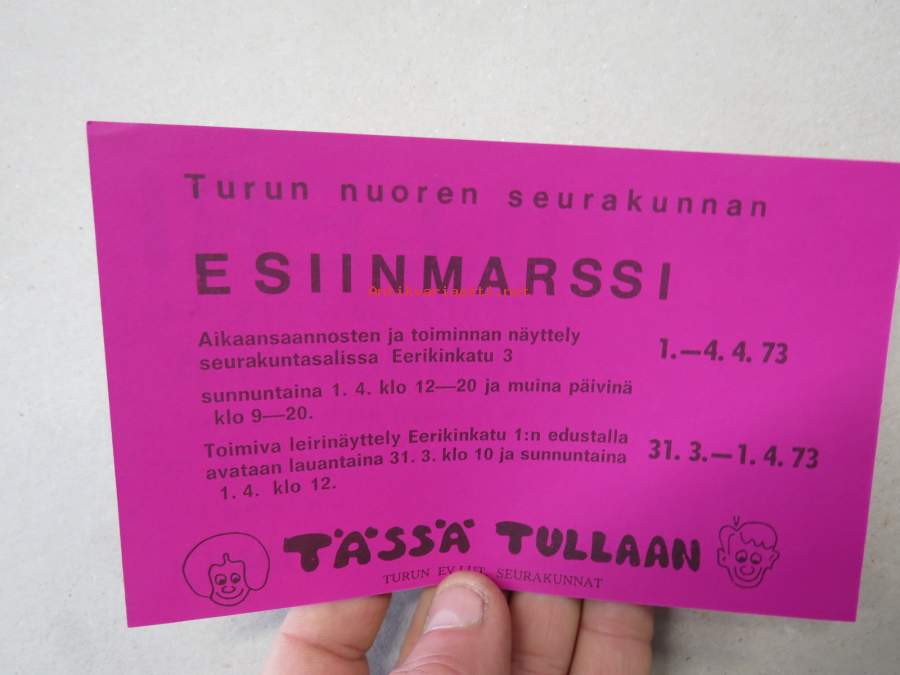 Turun nuoren seurakunnan
ESIINMARSSI
Antikvariaatti.net
Aikaansaannosten ja toiminnan näyttely
seurakuntasalissa Eerikinkatu 3
1.—4. 4. 73
sunnuntaina 1. 4. klo 12—20 ja muina päivinä
klo 9—20.
Toimiva leirinäyttely Eerikinkatu 1:n edustalla
avataan lauantaina 31. 3. klo 10 ja sunnuntaina
1. 4. klo 12.
31. 3.—1. 4. 73
TÄSSÄ TULLAAN
TURUN EV.LUT. SEURAKUNNAT